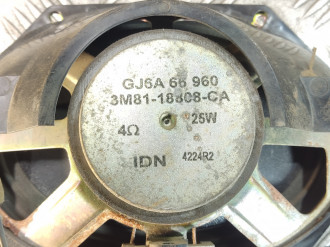 GJ6A 66 960
3M81-18808-CA
4Ω 25W
IDN 4224R2